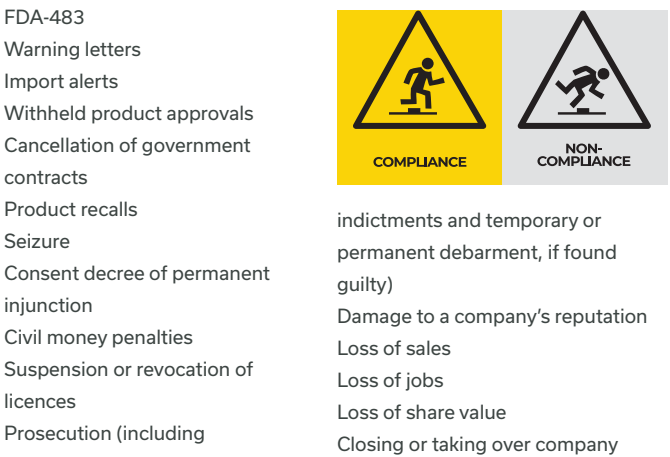 FDA-483
Warning letters
Import alerts
Withheld product approvals
Cancellation of government
contracts
Product recalls
Seizure
Consent decree of permanent
injunction
Civil money penalties
Suspension or revocation of
licences
Prosecution (including
COMPLIANCE
NON-
COMPLIANCE
indictments and temporary or
permanent debarment, if found
guilty)
Damage to a company’s reputation
Loss of sales
Loss of jobs
Loss of share value
Closing or taking over company